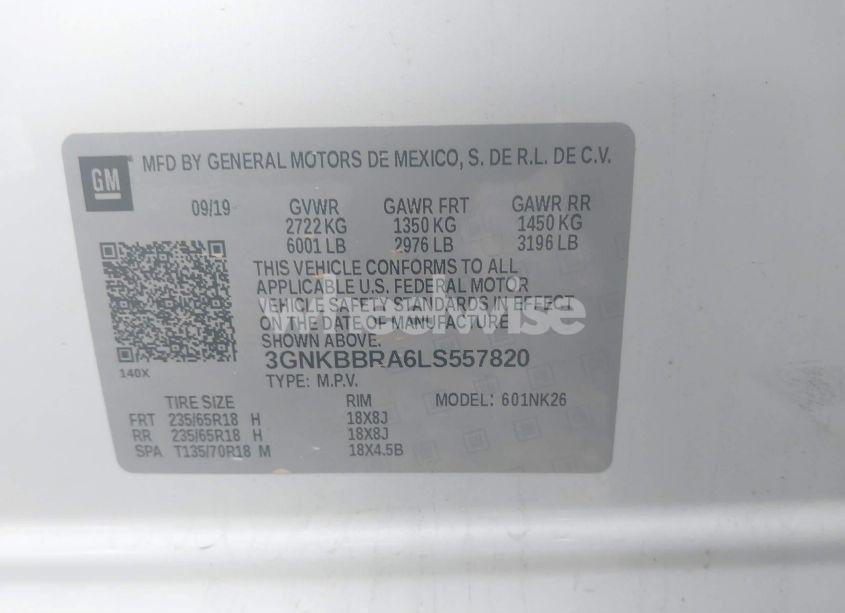 GM
MFD BY GENERAL MOTORS DE MEXICO, S. DE R.L. DE C.V.
09/19 GVWR GAWR FRT GAWR RR
2722 KG 1350 KG 1450 KG
6001 LB 2976 LB 3196 LB
THIS VEHICLE CONFORMS TO ALL
APPLICABLE U.S. FEDERAL MOTOR
VEHICLE SAFETY STANDARDS IN EFFECT
ON THE DATE OF MANUFACTURE
SHOWN ABOVE.
3GNKBBRA6LS557820
140X
TYPE: M.P.V.
TIRE SIZE RIM MODEL: 601NK26
FRT 235/65R18 H 18X8J
RR 235/65R18 H 18X8J
SPA T135/70R18 M 18X4.5B